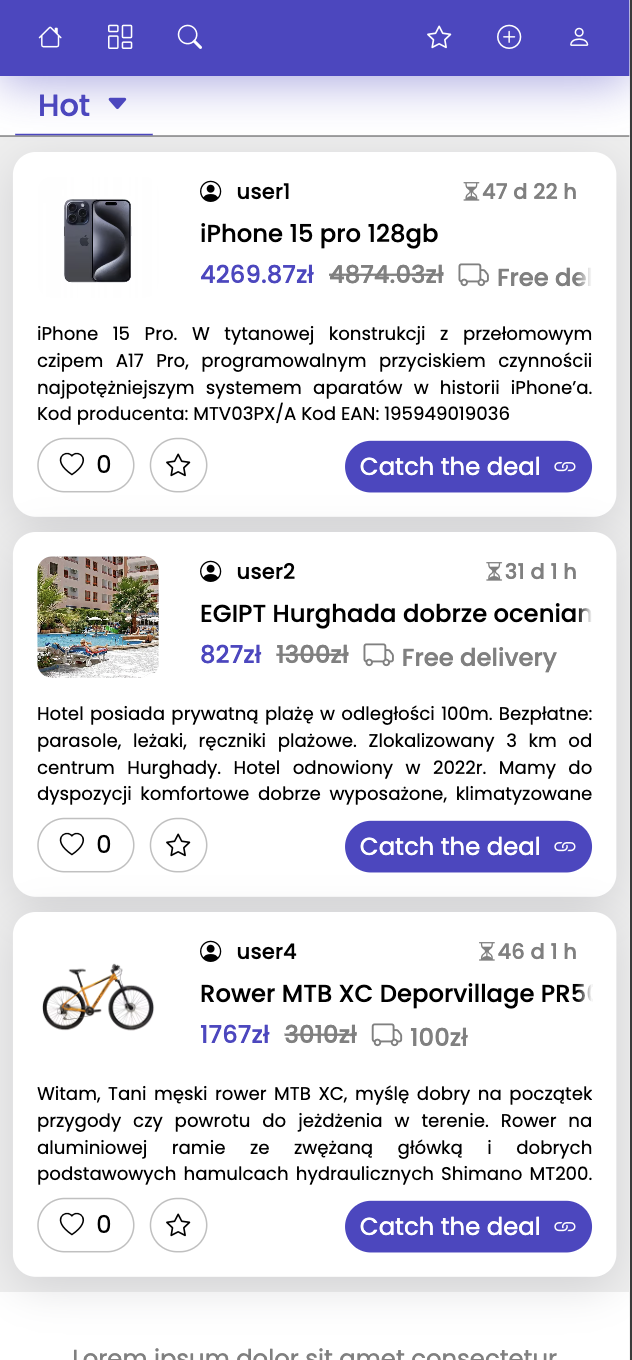 Hot
user1
47 d 22 h
iPhone 15 pro 128gb
4269.87zł 4874.03zł Free del
iPhone 15 Pro. W tytanowej konstrukcji z przełomowym
czipem A17 Pro, programowalnym przyciskiem czynnościi
najpotężniejszym systemem aparatów w historii iPhone’a.
Kod producenta: MTV03PX/A Kod EAN: 195949019036
0
Catch the deal
user2
31 d 1 h
EGIPT Hurghada dobrze ocenian
827zł 1300zł Free delivery
Hotel posiada prywatną plażę w odległości 100m. Bezpłatne:
parasole, leżaki, ręczniki plażowe. Zlokalizowany 3 km od
centrum Hurghady. Hotel odnowiony w 2022r. Mamy do
dyspozycji komfortowe dobrze wyposażone, klimatyzowane
0
Catch the deal
user4
46 d 1 h
Rower MTB XC Deporvillage PR50
1767zł 3010zł 100zł
Witam, Tani męski rower MTB XC, myślę dobry na początek
przygody czy powrotu do jeżdżenia w terenie. Rower na
aluminiowej ramie ze zwężaną główką i dobrych
podstawowych hamulcach hydraulicznych Shimano MT200.
0
Catch the deal
Lorem ipsum dolor sit amet consectetur